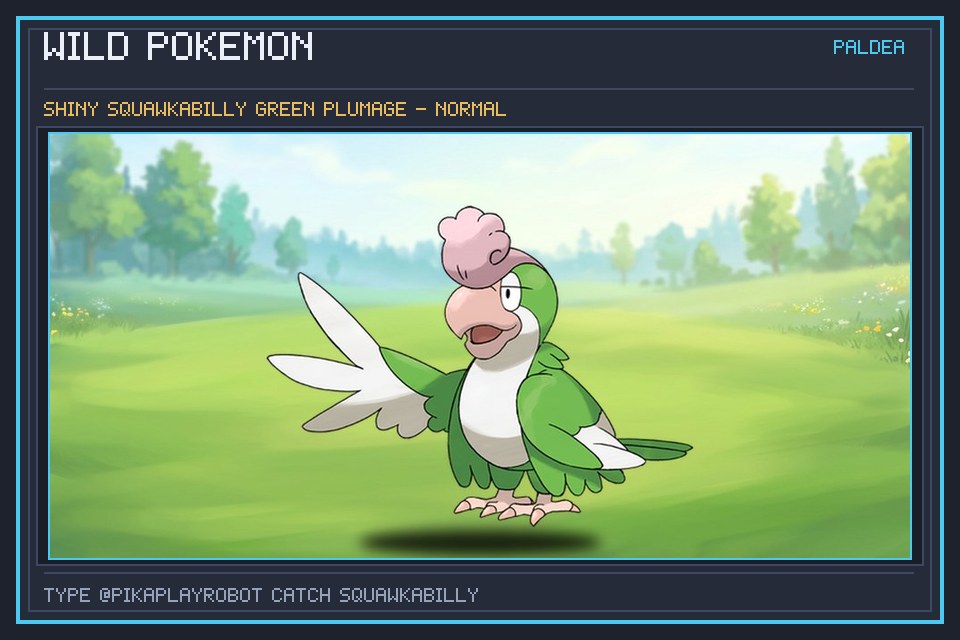 WILD POKEMON
PALDEA
SHINY SQUAWKABILLY GREEN PLUMAGE - NORMAL
TYPE @PIKAPLAYROBOT CATCH SQUAWKABILLY